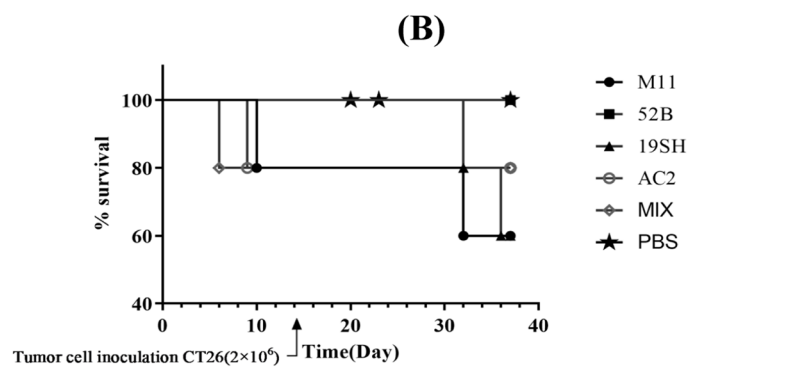 (B)
% survival
100
80
60
40
0 10 20 30 40
Time(Day)
Tumor cell inoculation CT26(2×10⁶)
M11
52B
19SH
AC2
MIX
PBS